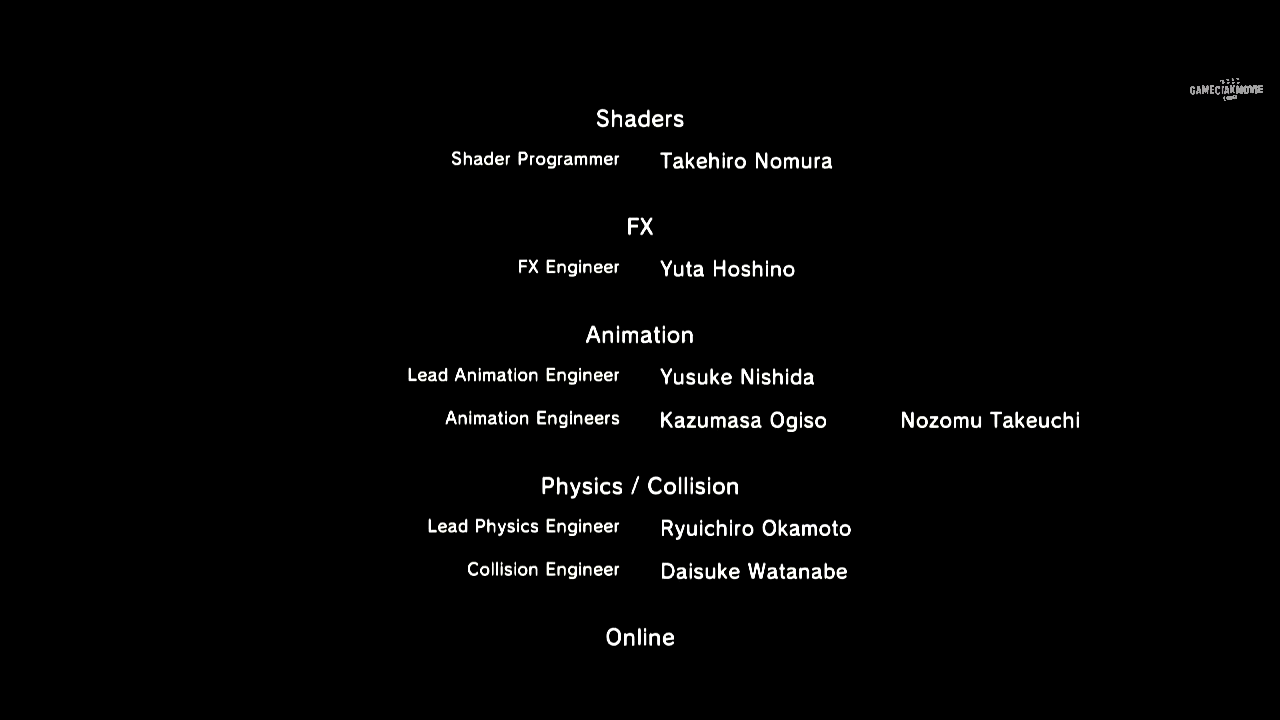 GAMECIAKMOVIE
Shaders
Shader Programmer Takehiro Nomura
FX
FX Engineer Yuta Hoshino
Animation
Lead Animation Engineer Yusuke Nishida
Animation Engineers Kazumasa Ogiso Nozomu Takeuchi
Physics / Collision
Lead Physics Engineer Ryuichiro Okamoto
Collision Engineer Daisuke Watanabe
Online